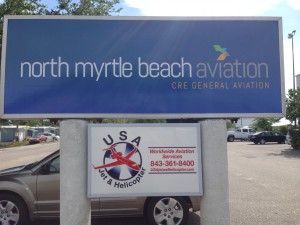 north myrtle beach aviation
CRE GENERAL AVIATION
USA
Jet & Helicopter
Worldwide Aviation
Services
843-361-8400